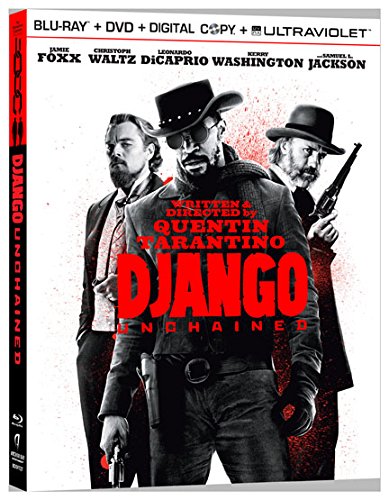 BLU-RAY + DVD + DIGITAL COPY + ULTRAVIOLET
JAMIE FOXX
CHRISTOPH WALTZ
LEONARDO DiCAPRIO
KERRY WASHINGTON
SAMUEL L. JACKSON
WRITTEN &
DIRECTED by
QUENTIN
TARANTINO
DJANGO
UNCHAINED
DJANGO UNCHAINED